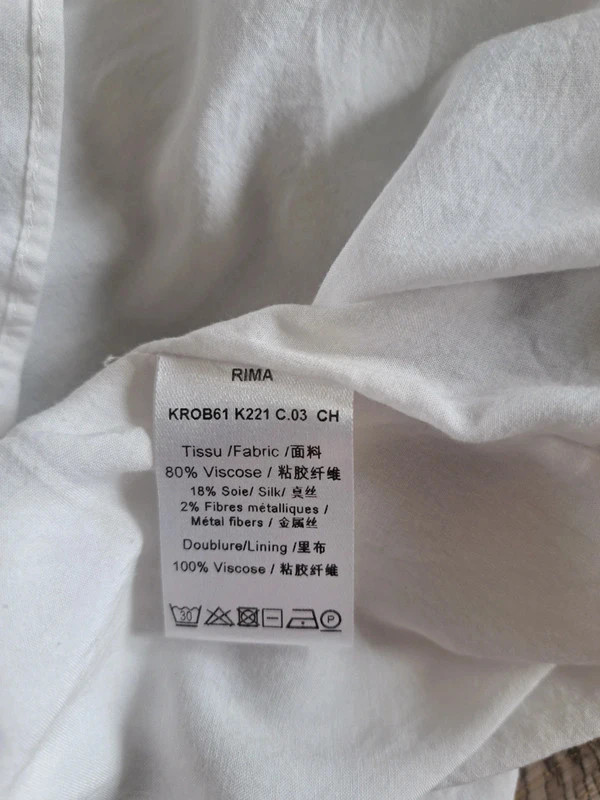 RIMA
KROB61 K221 C.03 CH
Tissu /Fabric /面料
80% Viscose / 粘胶纤维
18% Soie/ Silk/ 真丝
2% Fibres métalliques /
Métal fibers / 金属丝
Doublure/Lining /里布
100% Viscose / 粘胶纤维
30 P